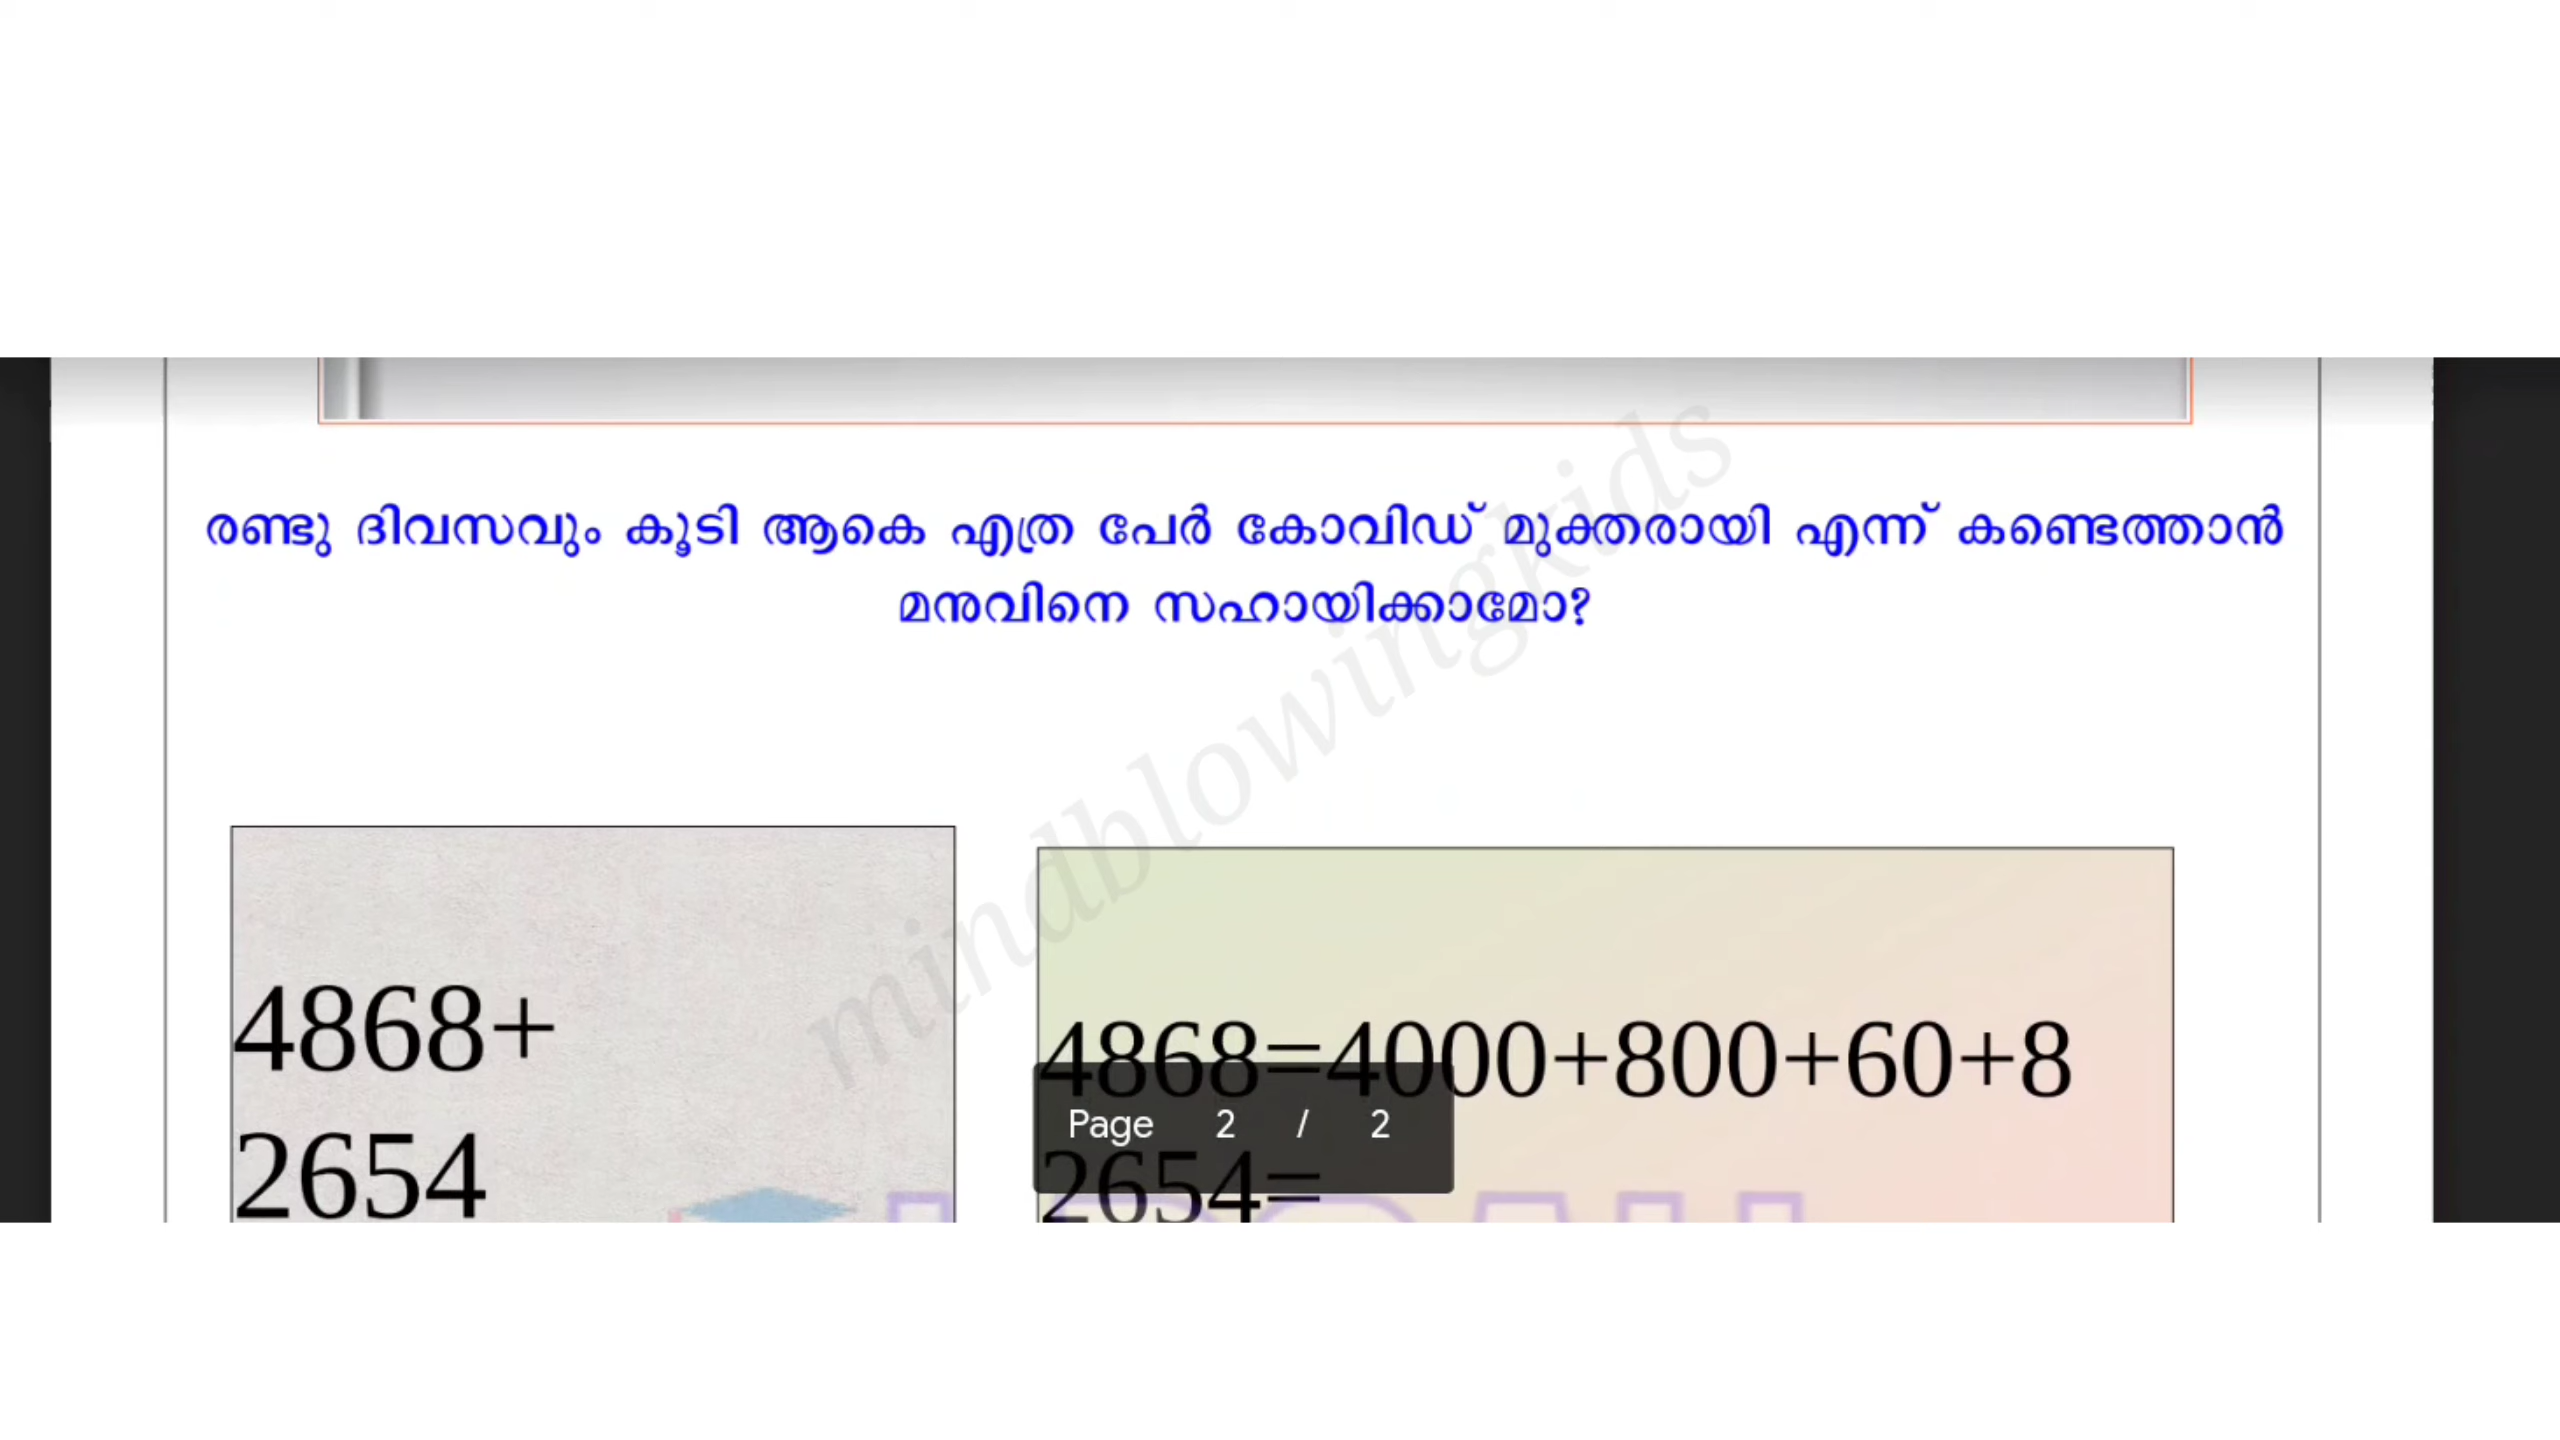 രണ്ടു ദിവസവും കൂടി ആകെ എത്ര പേർ കോവിഡ് മുക്തരായി എന്ന് കണ്ടെത്താൻ
മനുവിനെ സഹായിക്കാമോ?
mindblowingkids
4868+
2654
4868=4000+800+60+8
2654=
Page 2 / 2